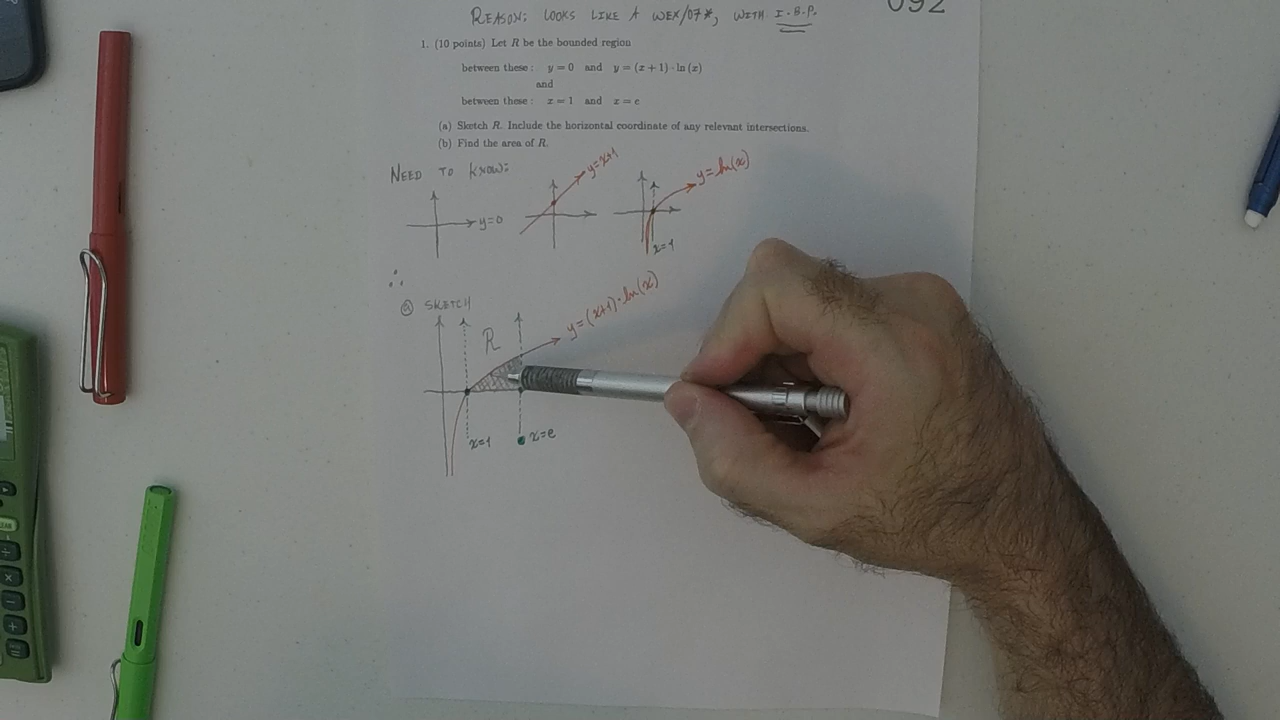 092
REASON: LOOKS LIKE A WEX/07*, WITH I.B.P.
1. (10 points) Let R be the bounded region
between these: y = 0 and y = (x + 1) · ln(x)
and
between these: x = 1 and x = e
(a) Sketch R. Include the horizontal coordinate of any relevant intersections.
(b) Find the area of R.
NEED TO KNOW:
y=0
y=x+1
y=ln(x)
x=1
∴
(a) SKETCH
R
y=(x+1)·ln(x)
x=1
x=e